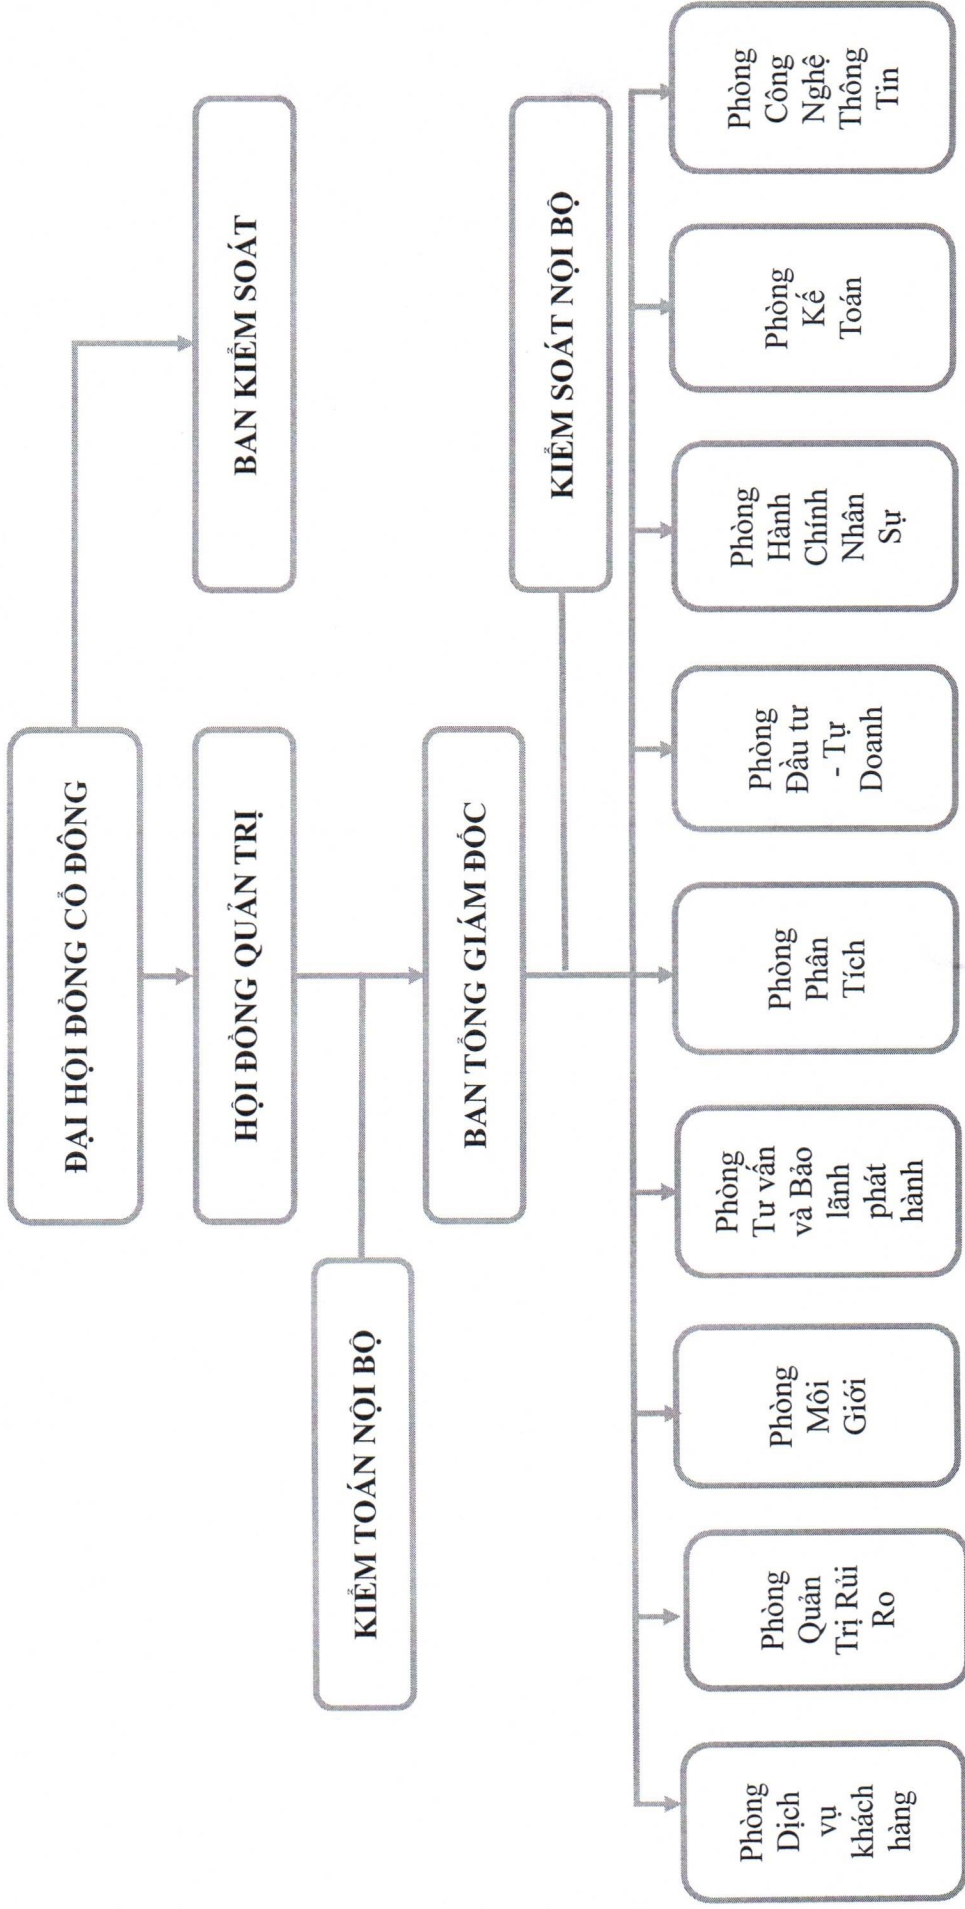 ĐẠI HỘI ĐỒNG CỔ ĐÔNG
HỘI ĐỒNG QUẢN TRỊ
BAN KIỂM SOÁT
KIỂM TOÁN NỘI BỘ
BAN TỔNG GIÁM ĐỐC
KIỂM SOÁT NỘI BỘ
Phòng
Dịch
vụ
khách
hàng
Phòng
Quản
Trị Rủi
Ro
Phòng
Môi
Giới
Phòng
Tư vấn
và Bảo
lãnh
phát
hành
Phòng
Phân
Tích
Phòng
Đầu tư
- Tự
Doanh
Phòng
Hành
Chính
Nhân
Sự
Phòng
Kế
Toán
Phòng
Công
Nghệ
Thông
Tin